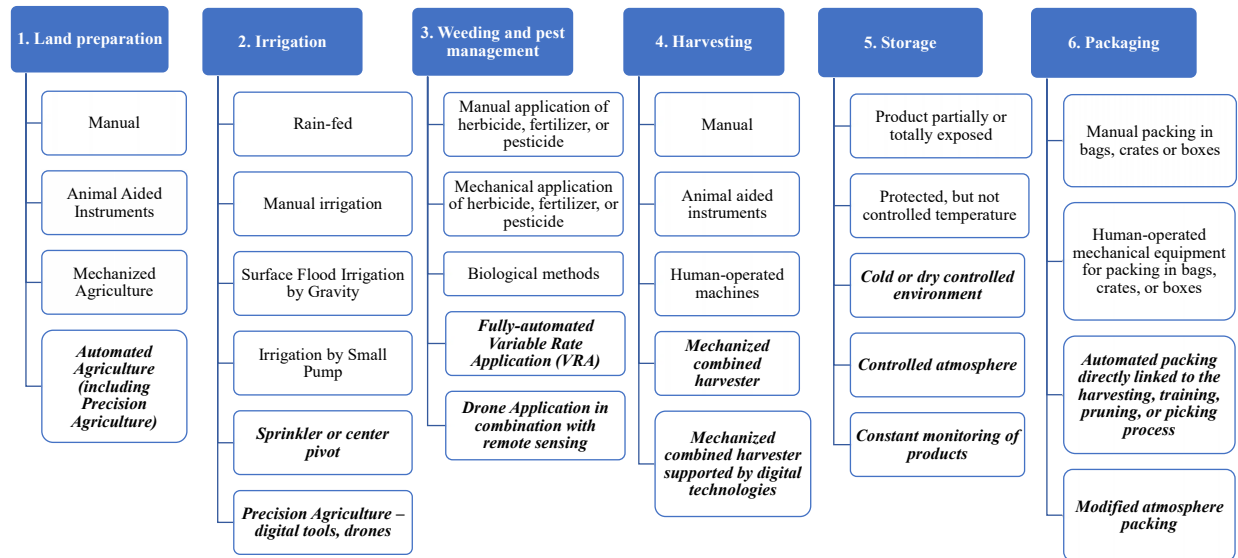 1. Land preparation
Manual
Animal Aided
Instruments
Mechanized
Agriculture
Automated
Agriculture
(including
Precision
Agriculture)
2. Irrigation
Rain-fed
Manual irrigation
Surface Flood Irrigation
by Gravity
Irrigation by Small
Pump
Sprinkler or center
pivot
Precision Agriculture –
digital tools, drones
3. Weeding and pest
management
Manual application of
herbicide, fertilizer, or
pesticide
Mechanical application
of herbicide, fertilizer, or
pesticide
Biological methods
Fully-automated
Variable Rate
Application (VRA)
Drone Application in
combination with
remote sensing
4. Harvesting
Manual
Animal aided
instruments
Human-operated
machines
Mechanized
combined
harvester
Mechanized
combined harvester
supported by digital
technologies
5. Storage
Product partially or
totally exposed
Protected, but not
controlled temperature
Cold or dry controlled
environment
Controlled atmosphere
Constant monitoring of
products
6. Packaging
Manual packing in
bags, crates or boxes
Human-operated
mechanical equipment
for packing in bags,
crates, or boxes
Automated packing
directly linked to the
harvesting, training,
pruning, or picking
process
Modified atmosphere
packing